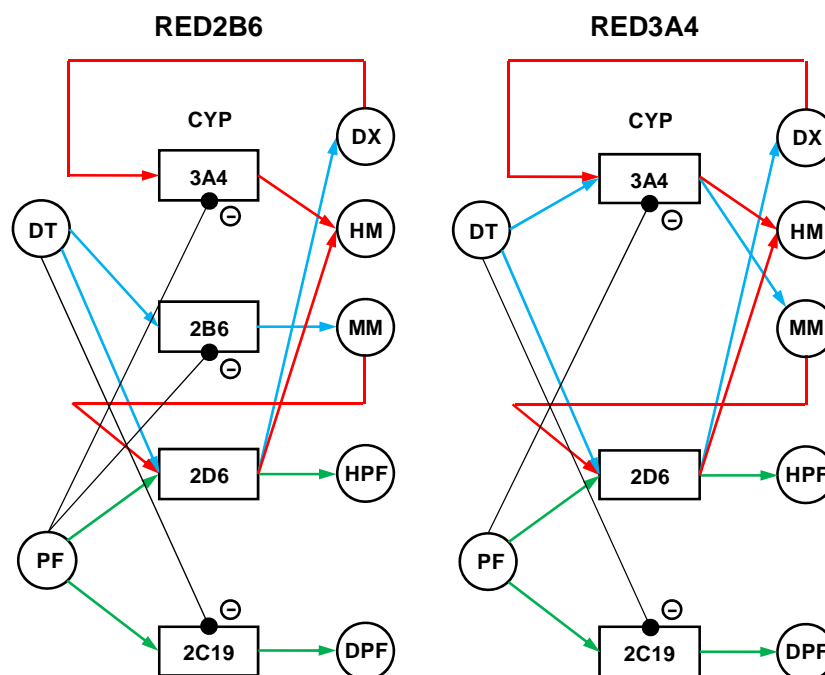 RED2B6
RED3A4
CYP
DX
3A4
−
DT
HM
2B6
−
MM
2D6
HPF
PF
−
2C19
DPF
CYP
DX
3A4
−
DT
HM
MM
2D6
HPF
PF
−
2C19
DPF